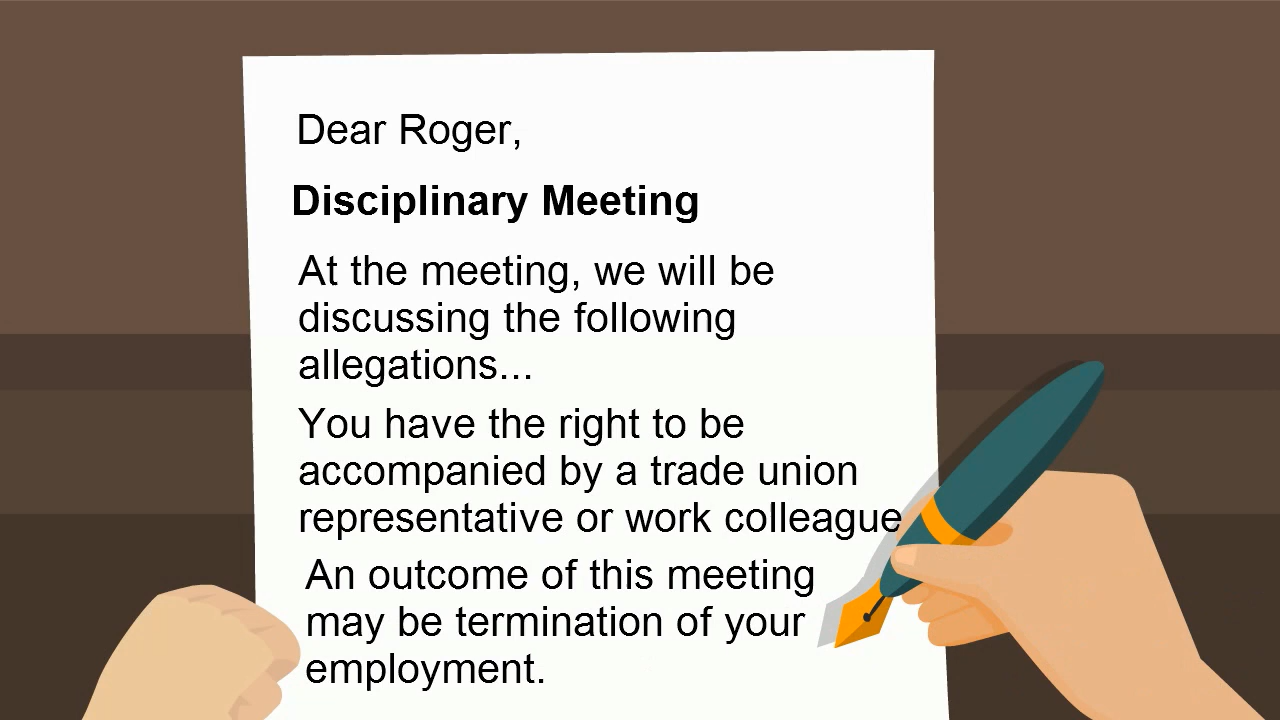 Dear Roger,
Disciplinary Meeting
At the meeting, we will be
discussing the following
allegations...
You have the right to be
accompanied by a trade union
representative or work colleague
An outcome of this meeting
may be termination of your
employment.